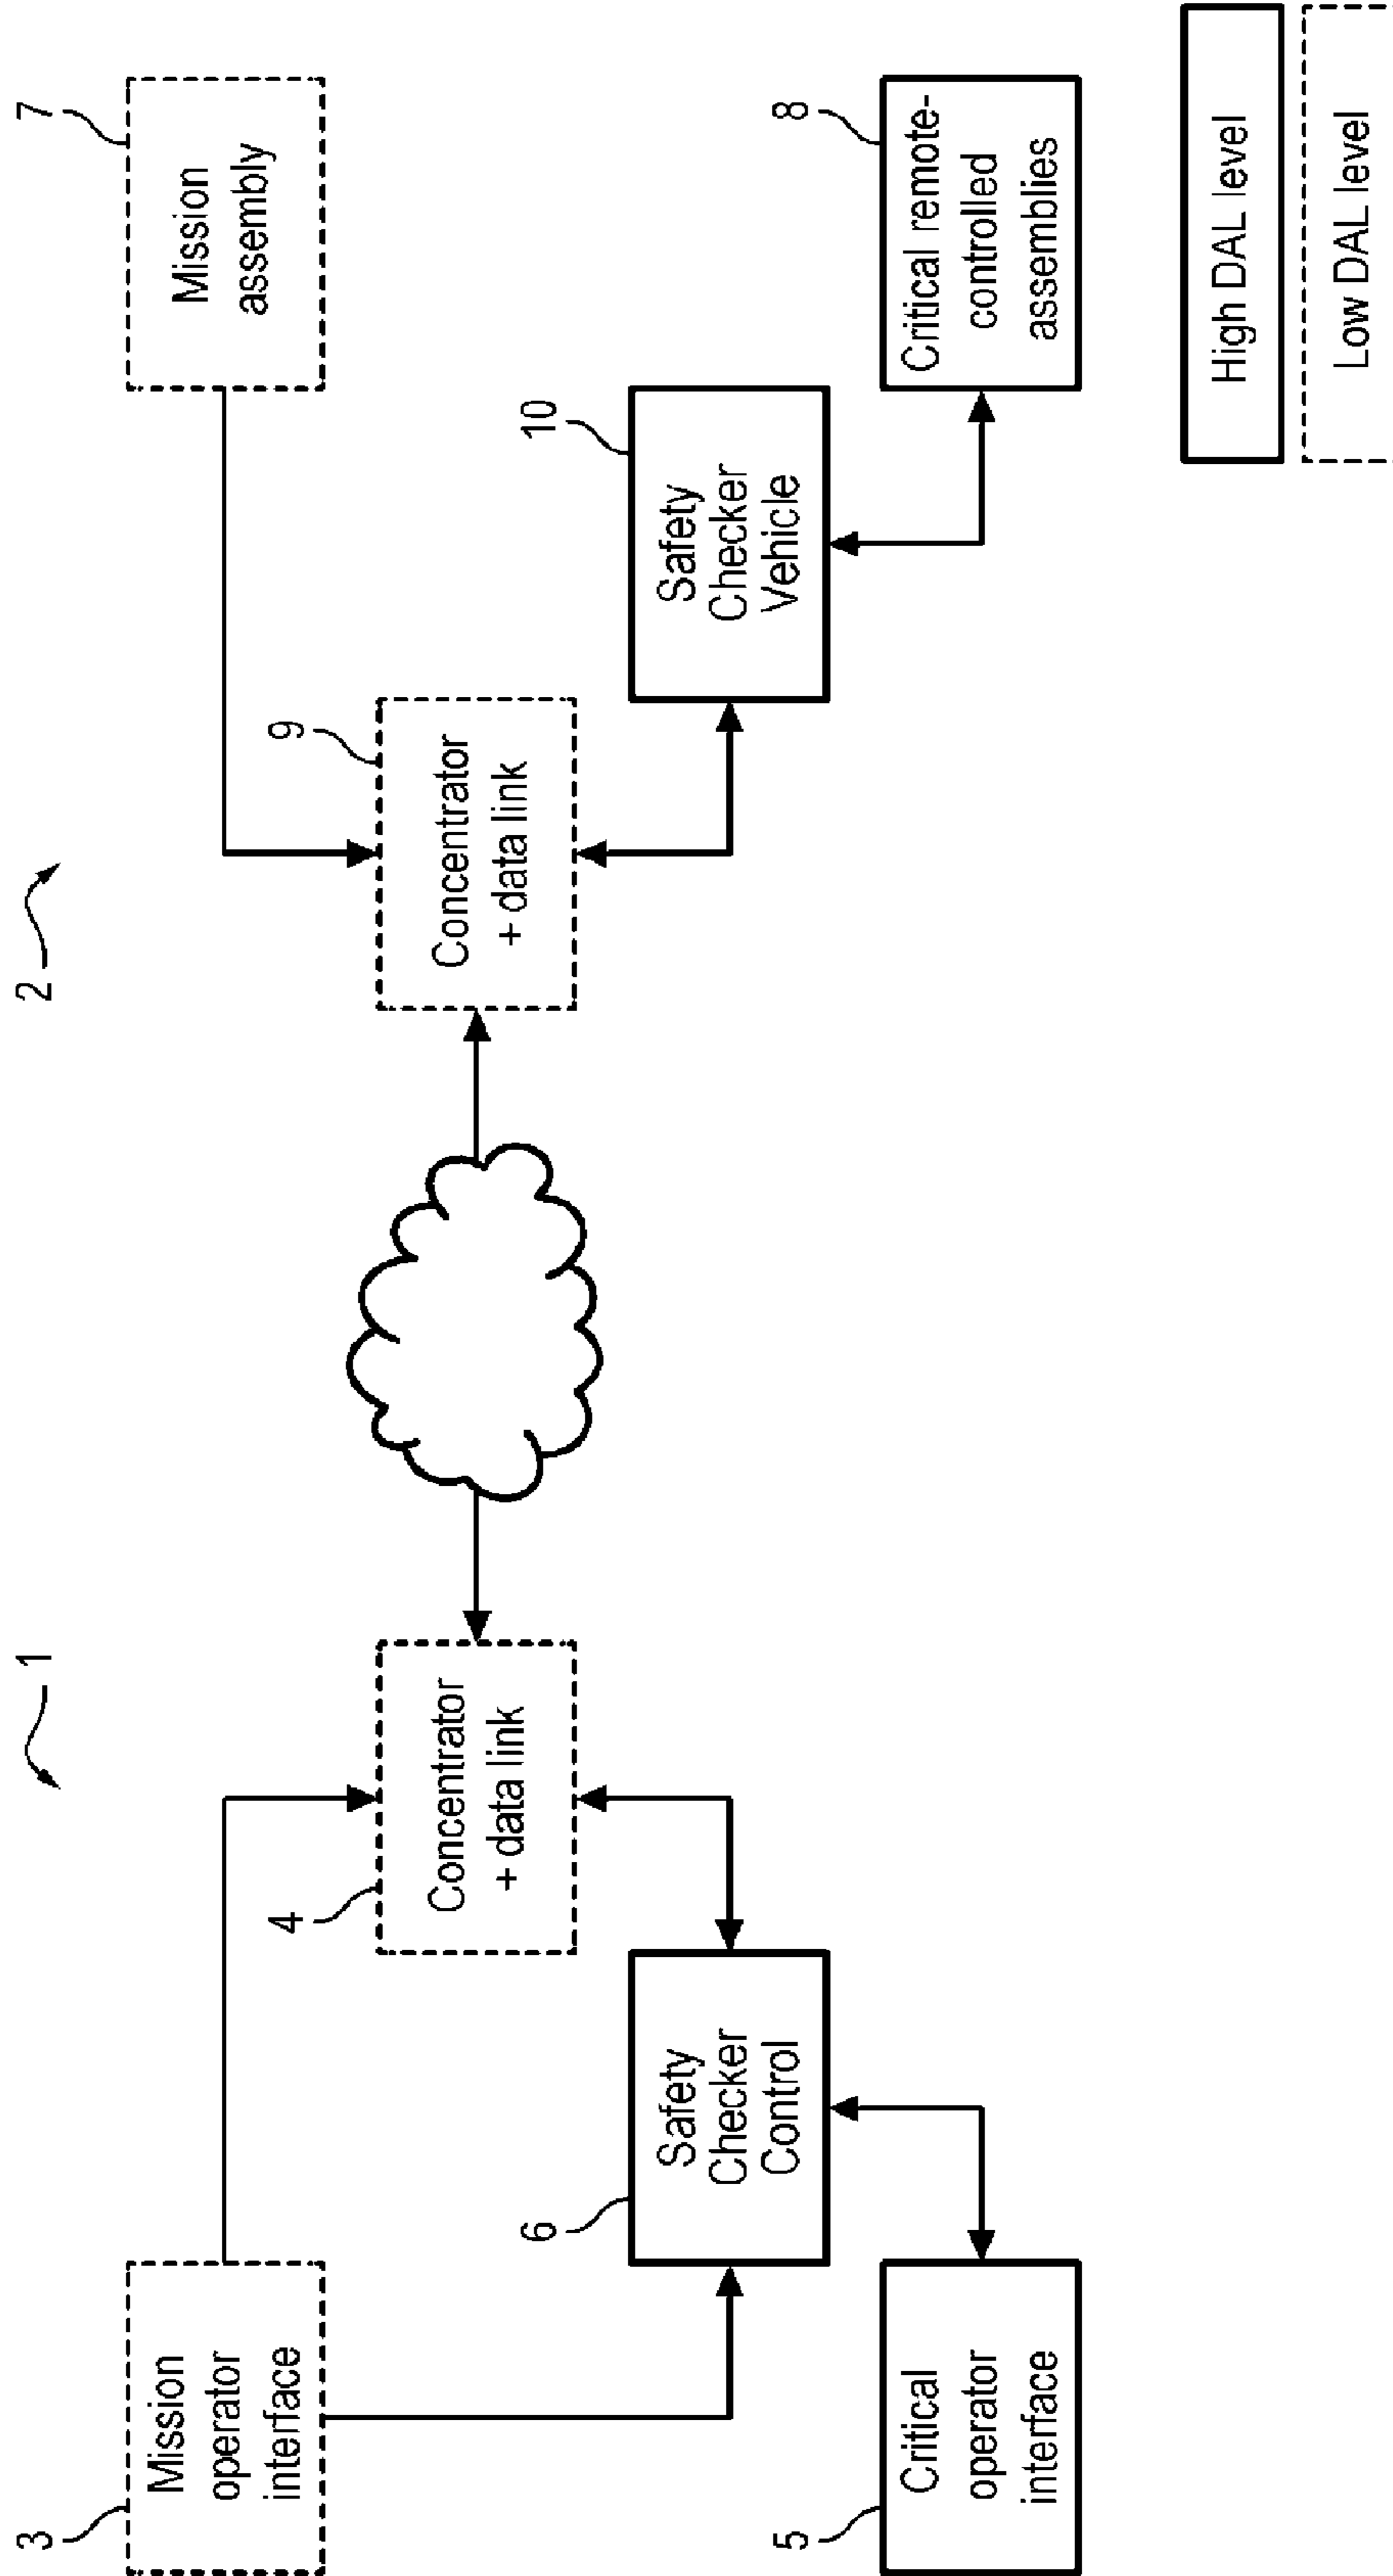 1
2
3
Mission
operator
interface
4
Concentrator
+ data link
9
Concentrator
+ data link
7
Mission
assembly
6
Safety
Checker
Control
10
Safety
Checker
Vehicle
5
Critical
operator
interface
8
Critical remote-
controlled
assemblies
High DAL level
Low DAL level